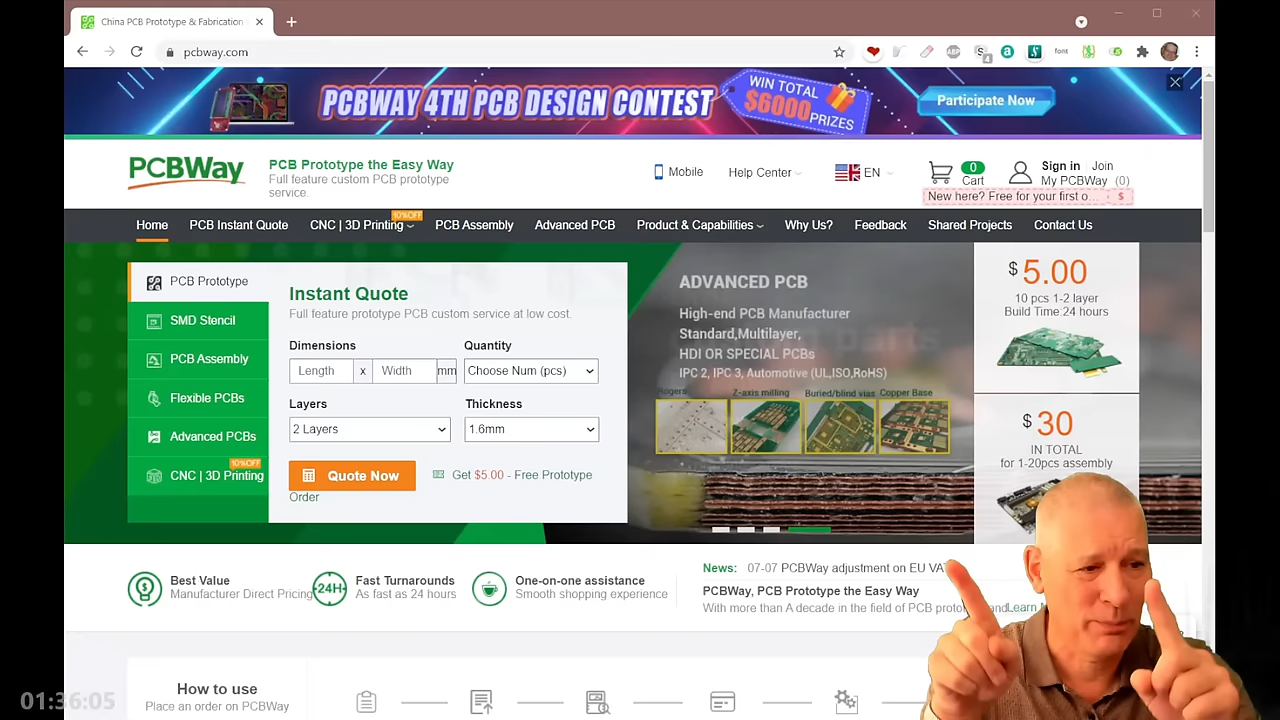 China PCB Prototype & Fabrication
pcbway.com
font
PCBWAY 4TH PCB DESIGN CONTEST
WIN TOTAL
$6000
PRIZES
Participate Now
PCBWay
PCB Prototype the Easy Way
Full feature custom PCB prototype
service.
Mobile
Help Center
EN
0
Cart
Sign in
Join
My PCBWay (0)
New here? Free for your first o...
$
Home
PCB Instant Quote
CNC | 3D Printing
10%OFF
PCB Assembly
Advanced PCB
Product & Capabilities
Why Us?
Feedback
Shared Projects
Contact Us
PCB Prototype
SMD Stencil
PCB Assembly
Flexible PCBs
Advanced PCBs
10%OFF
CNC | 3D Printing
Instant Quote
Full feature prototype PCB custom service at low cost.
Dimensions
Quantity
Length x Width mm
Choose Num (pcs)
Layers
Thickness
2 Layers
1.6mm
Quote Now
Get $5.00 - Free Prototype
Order
ADVANCED PCB
High-end PCB Manufacturer
Standard,Multilayer,
HDI OR SPECIAL PCBs
IPC 2, IPC 3, Automotive (UL,ISO,RoHS)
Rogers
Z-axis milling
Buried/blind vias
Copper Base
$ 5.00
10 pcs 1-2 layer
Build Time:24 hours
$ 30
IN TOTAL
for 1-20pcs assembly
Best Value
Manufacturer Direct Pricing
24H
Fast Turnarounds
As fast as 24 hours
One-on-one assistance
Smooth shopping experience
News: 07-07 PCBWay adjustment on EU VAT
PCBWay, PCB Prototype the Easy Way
With more than A decade in the field of PCB
Learn
How to use
Place an order on PCBWay
01:36:05